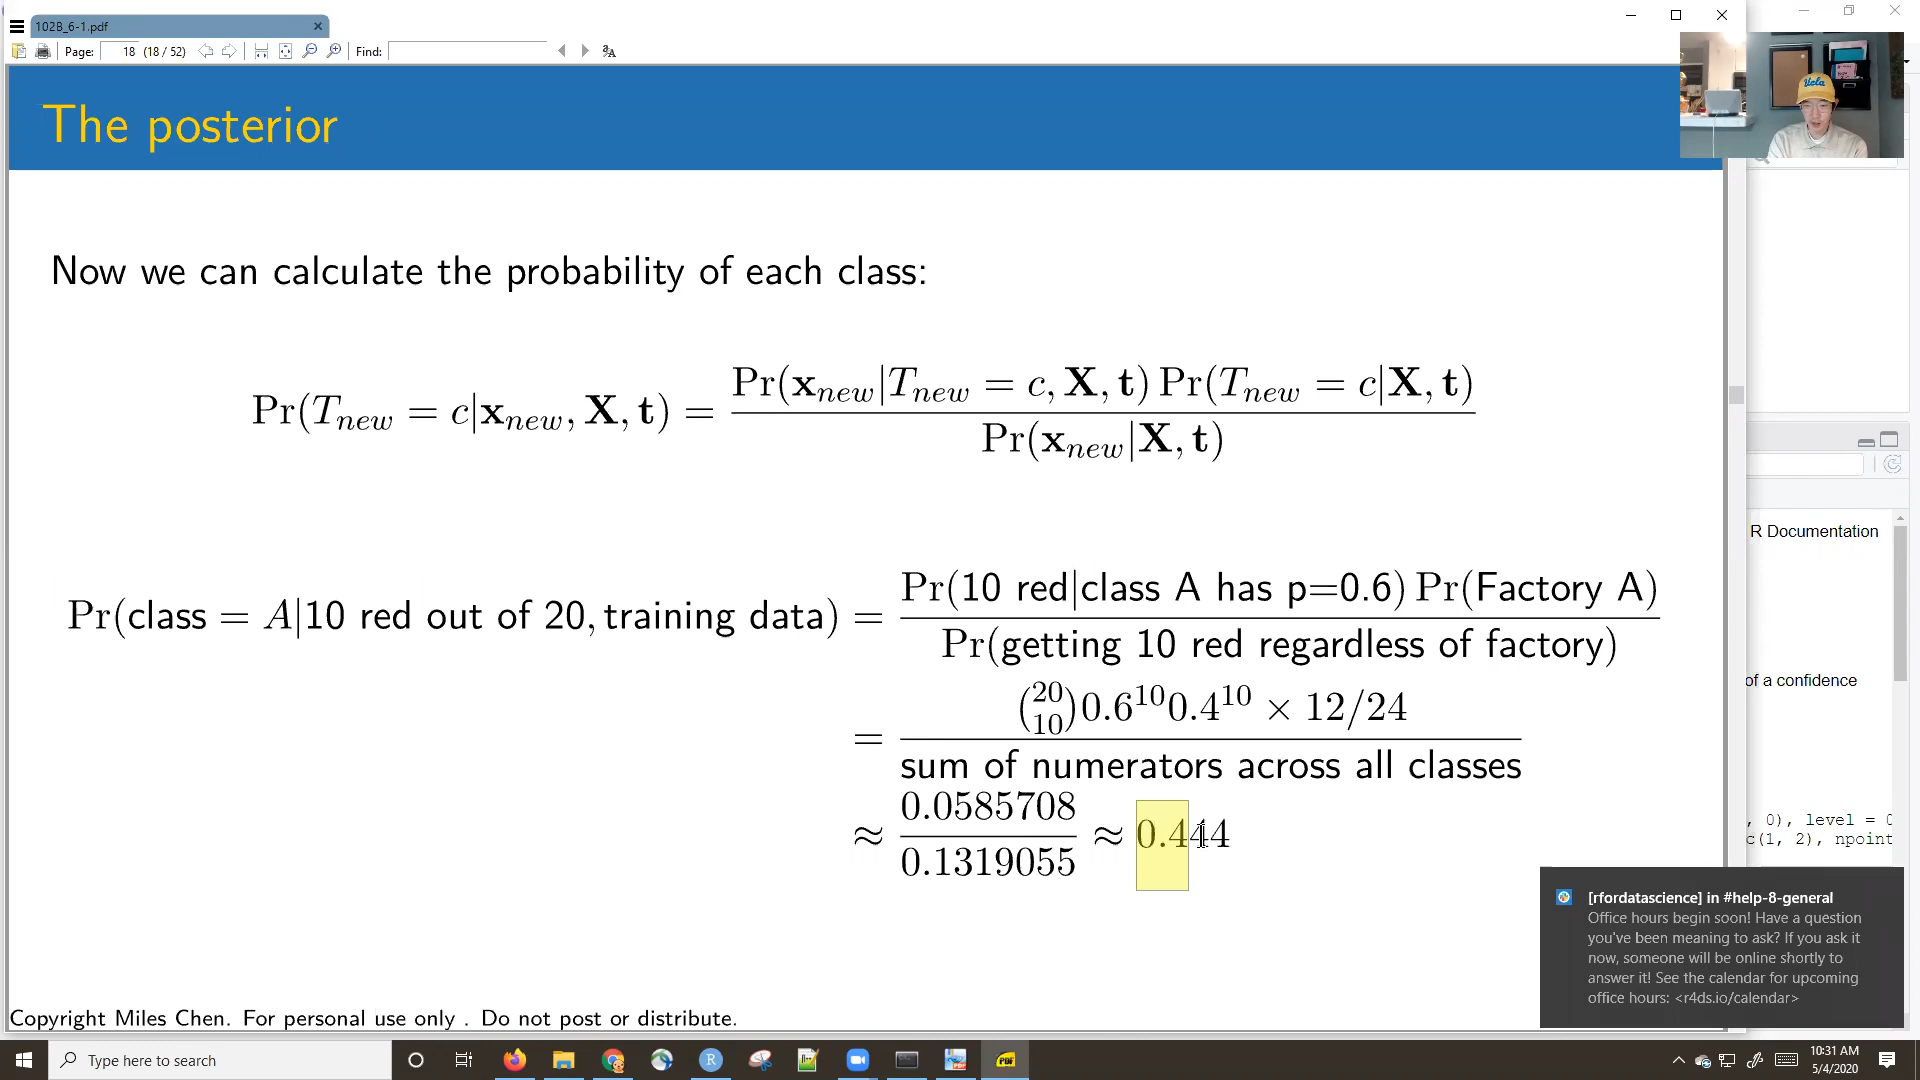 102B_6-1.pdf
Page: 18 (18 / 52) Find:
The posterior
Now we can calculate the probability of each class:
Pr(T_new = c|x_new, X, t) = Pr(x_new|T_new = c, X, t) Pr(T_new = c|X, t) / Pr(x_new|X, t)
Pr(class = A|10 red out of 20, training data) = Pr(10 red|class A has p=0.6) Pr(Factory A) / Pr(getting 10 red regardless of factory)
= (20 10) 0.6^10 0.4^10 × 12/24 / sum of numerators across all classes
≈ 0.0585708 / 0.1319055 ≈ 0.444
Copyright Miles Chen. For personal use only . Do not post or distribute.
Ucla
R Documentation
of a confidence
, 0), level = 0
c(1, 2), npoint
[rfordatascience] in #help-8-general
Office hours begin soon! Have a question
you've been meaning to ask? If you ask it
now, someone will be online shortly to
answer it! See the calendar for upcoming
office hours: <r4ds.io/calendar>
Type here to search
10:31 AM
5/4/2020